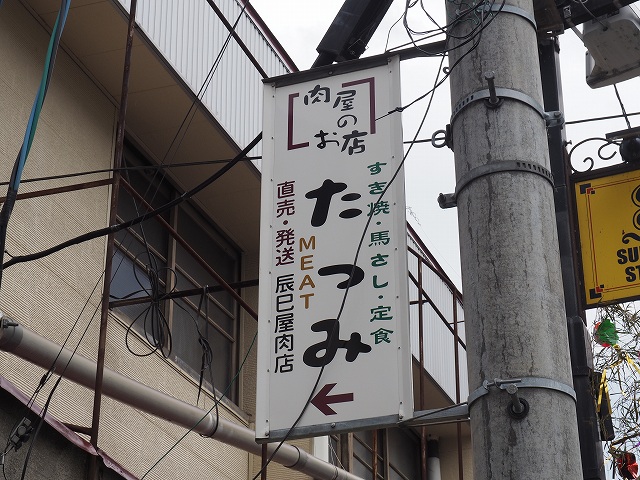 肉屋の
お店
すき焼・馬さし・定食
たつみ
MEAT
直売・発送 辰巳屋肉店